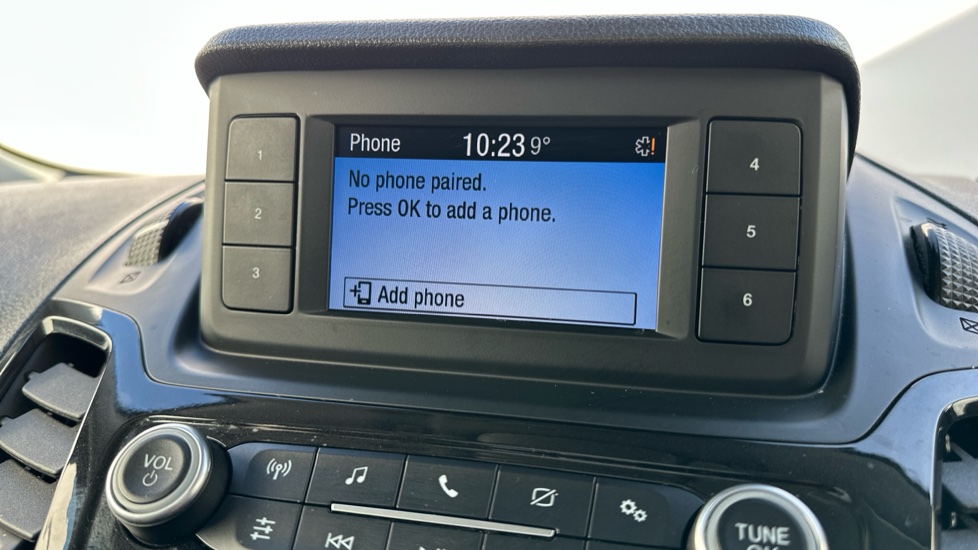 Phone 10:23 9°
No phone paired.
Press OK to add a phone.
Add phone
1
2
3
4
5
6
VOL
TUNE
OK